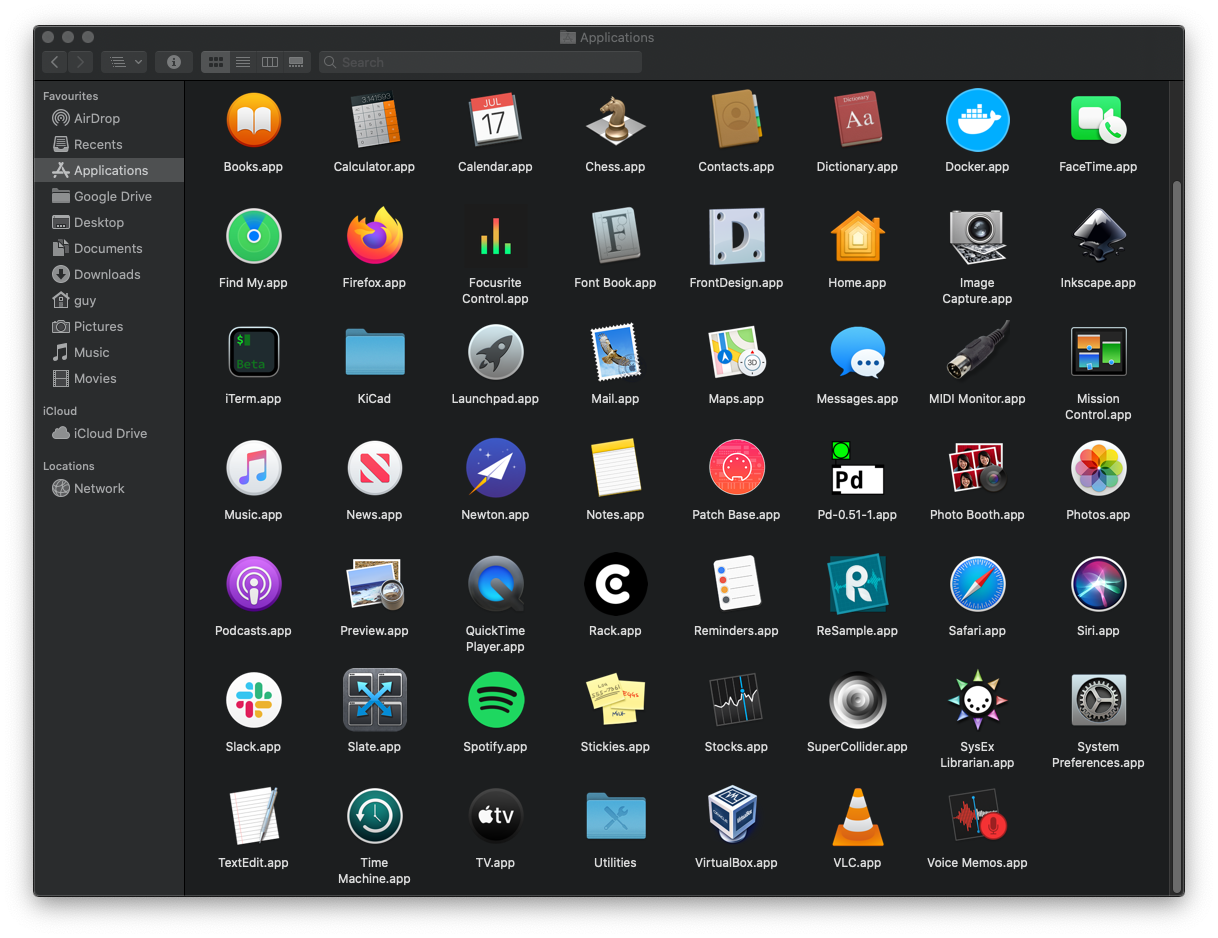 Applications
Search
Favourites
AirDrop
Recents
Applications
Google Drive
Desktop
Documents
Downloads
guy
Pictures
Music
Movies
iCloud
iCloud Drive
Locations
Network
3.141593
JUL
17
Dictionary
Aa
Books.app
Calculator.app
Calendar.app
Chess.app
Contacts.app
Dictionary.app
Docker.app
FaceTime.app
F
D
Find My.app
Firefox.app
Focusrite
Control.app
Font Book.app
FrontDesign.app
Home.app
Image
Capture.app
Inkscape.app
$
Beta
3D
iTerm.app
KiCad
Launchpad.app
Mail.app
Maps.app
Messages.app
MIDI Monitor.app
Mission
Control.app
Pd
Music.app
News.app
Newton.app
Notes.app
Patch Base.app
Pd-0.51-1.app
Photo Booth.app
Photos.app
R
Podcasts.app
Preview.app
QuickTime
Player.app
Rack.app
Reminders.app
ReSample.app
Safari.app
Siri.app
EGGS
Milk
Slack.app
Slate.app
Spotify.app
Stickies.app
Stocks.app
SuperCollider.app
SysEx
Librarian.app
System
Preferences.app
tv
TextEdit.app
Time
Machine.app
TV.app
Utilities
VirtualBox.app
VLC.app
Voice Memos.app